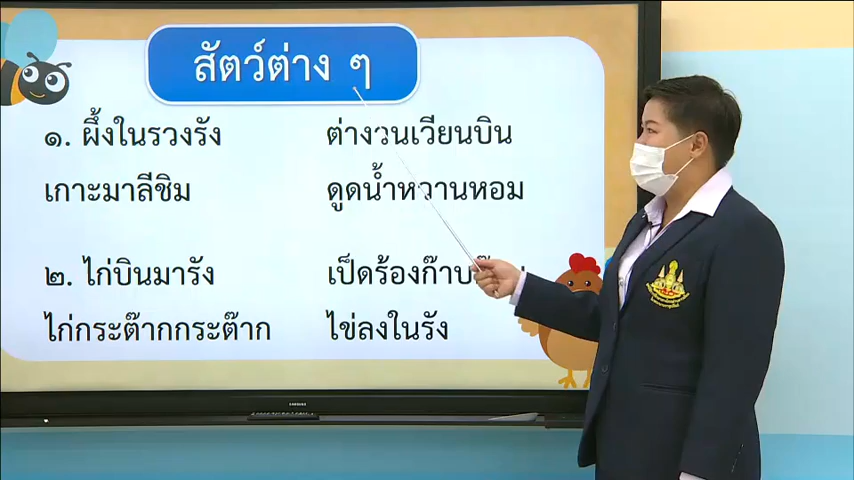 สัตว์ต่าง ๆ
๑. ผึ้งในรวงรัง ต่างวนเวียนบิน
เกาะมาลีชิม ดูดน้ำหวานหอม
๒. ไก่บินมารัง เป็ดร้องก๊าบก๊าบ
ไก่กระต๊ากกระต๊าก ไข่ลงในรัง
SAMSUNG